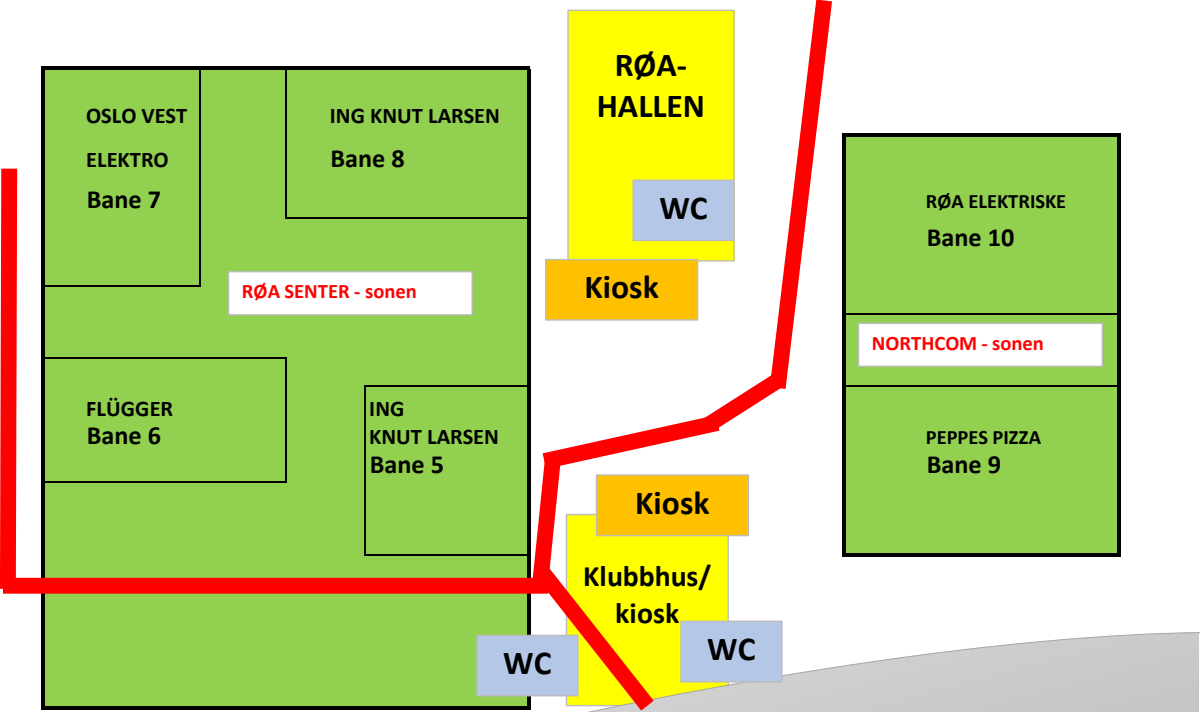 OSLO VEST
ELEKTRO
Bane 7
ING KNUT LARSEN
Bane 8
RØA SENTER - sonen
FLÜGGER
Bane 6
ING
KNUT LARSEN
Bane 5
RØA-
HALLEN
WC
Kiosk
Kiosk
Klubbhus/
kiosk
WC
WC
RØA ELEKTRISKE
Bane 10
NORTHCOM - sonen
PEPPES PIZZA
Bane 9